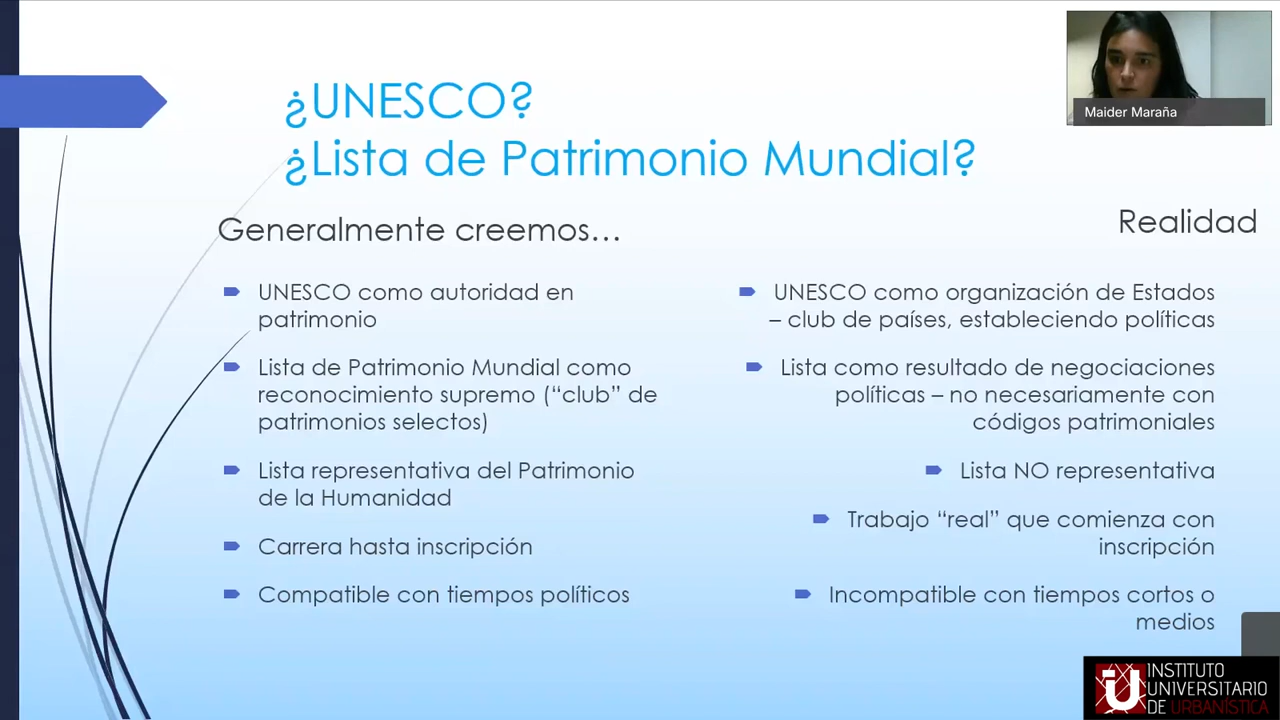 ¿UNESCO?
¿Lista de Patrimonio Mundial?
Maider Maraña
Generalmente creemos...
UNESCO como autoridad en
patrimonio
Lista de Patrimonio Mundial como
reconocimiento supremo (“club” de
patrimonios selectos)
Lista representativa del Patrimonio
de la Humanidad
Carrera hasta inscripción
Compatible con tiempos políticos
Realidad
UNESCO como organización de Estados
– club de países, estableciendo políticas
Lista como resultado de negociaciones
políticas – no necesariamente con
códigos patrimoniales
Lista NO representativa
Trabajo “real” que comienza con
inscripción
Incompatible con tiempos cortos o
medios
INSTITUTO
UNIVERSITARIO
DE URBANÍSTICA